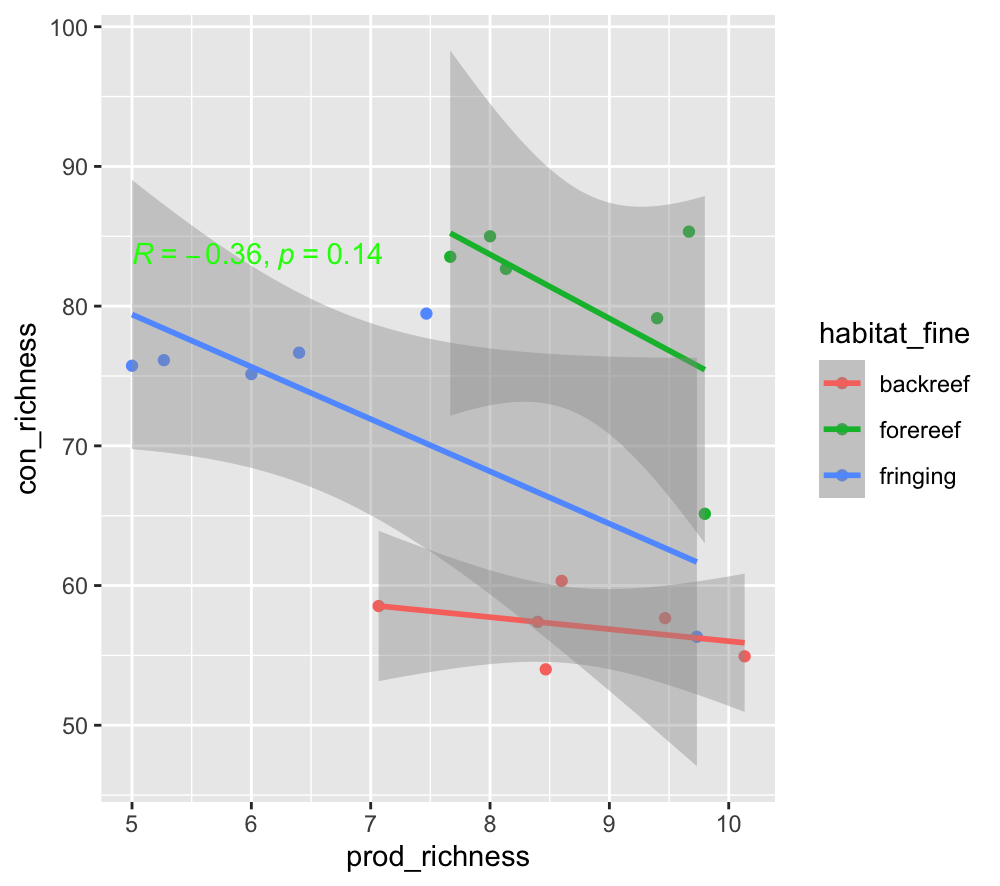 100
90
80
70
60
50
R = −0.36, p = 0.14
con_richness
5 6 7 8 9 10
prod_richness
habitat_fine
backreef
forereef
fringing